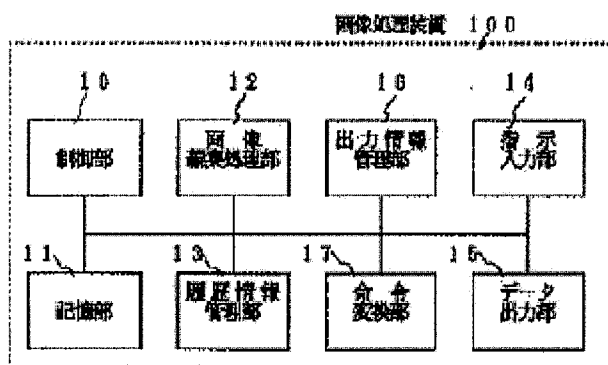 画像処理装置 100
10 12 16 14
制御部
画像
編集処理部
出力情報
管理部
指示
入力部
11 13 17 15
記憶部
履歴情報
管理部
命令
変換部
データ
出力部